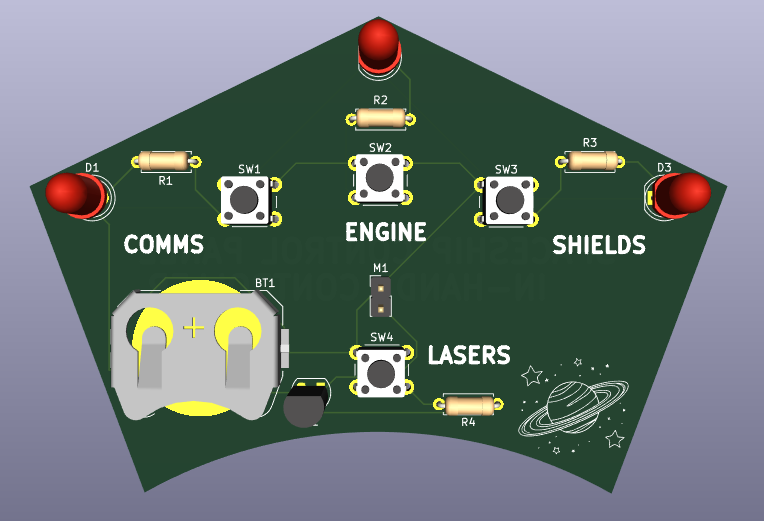 R2
R3
D1
R1
SW1
SW2
SW3
D3
COMMS
ENGINE
SHIELDS
M1
BT1
+
SW4
LASERS
R4